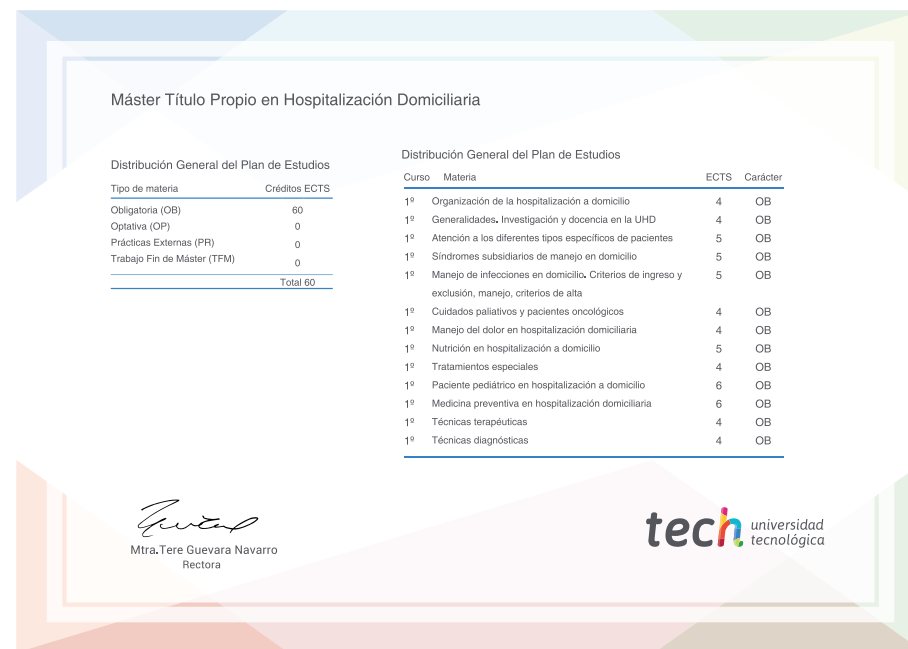 Máster Título Propio en Hospitalización Domiciliaria
Distribución General del Plan de Estudios
Tipo de materia Créditos ECTS
Obligatoria (OB) 60
Optativa (OP) 0
Prácticas Externas (PR) 0
Trabajo Fin de Máster (TFM) 0
Total 60
Distribución General del Plan de Estudios
Curso Materia ECTS Carácter
1º Organización de la hospitalización a domicilio 4 OB
1º Generalidades. Investigación y docencia en la UHD 4 OB
1º Atención a los diferentes tipos específicos de pacientes 5 OB
1º Síndromes subsidiarios de manejo en domicilio 5 OB
1º Manejo de infecciones en domicilio. Criterios de ingreso y 5 OB
exclusión, manejo, criterios de alta
1º Cuidados paliativos y pacientes oncológicos 4 OB
1º Manejo del dolor en hospitalización domiciliaria 4 OB
1º Nutrición en hospitalización a domicilio 5 OB
1º Tratamientos especiales 4 OB
1º Paciente pediátrico en hospitalización a domicilio 6 OB
1º Medicina preventiva en hospitalización domiciliaria 6 OB
1º Técnicas terapéuticas 4 OB
1º Técnicas diagnósticas 4 OB
Mtra.Tere Guevara Navarro
Rectora
tech universidad
tecnológica